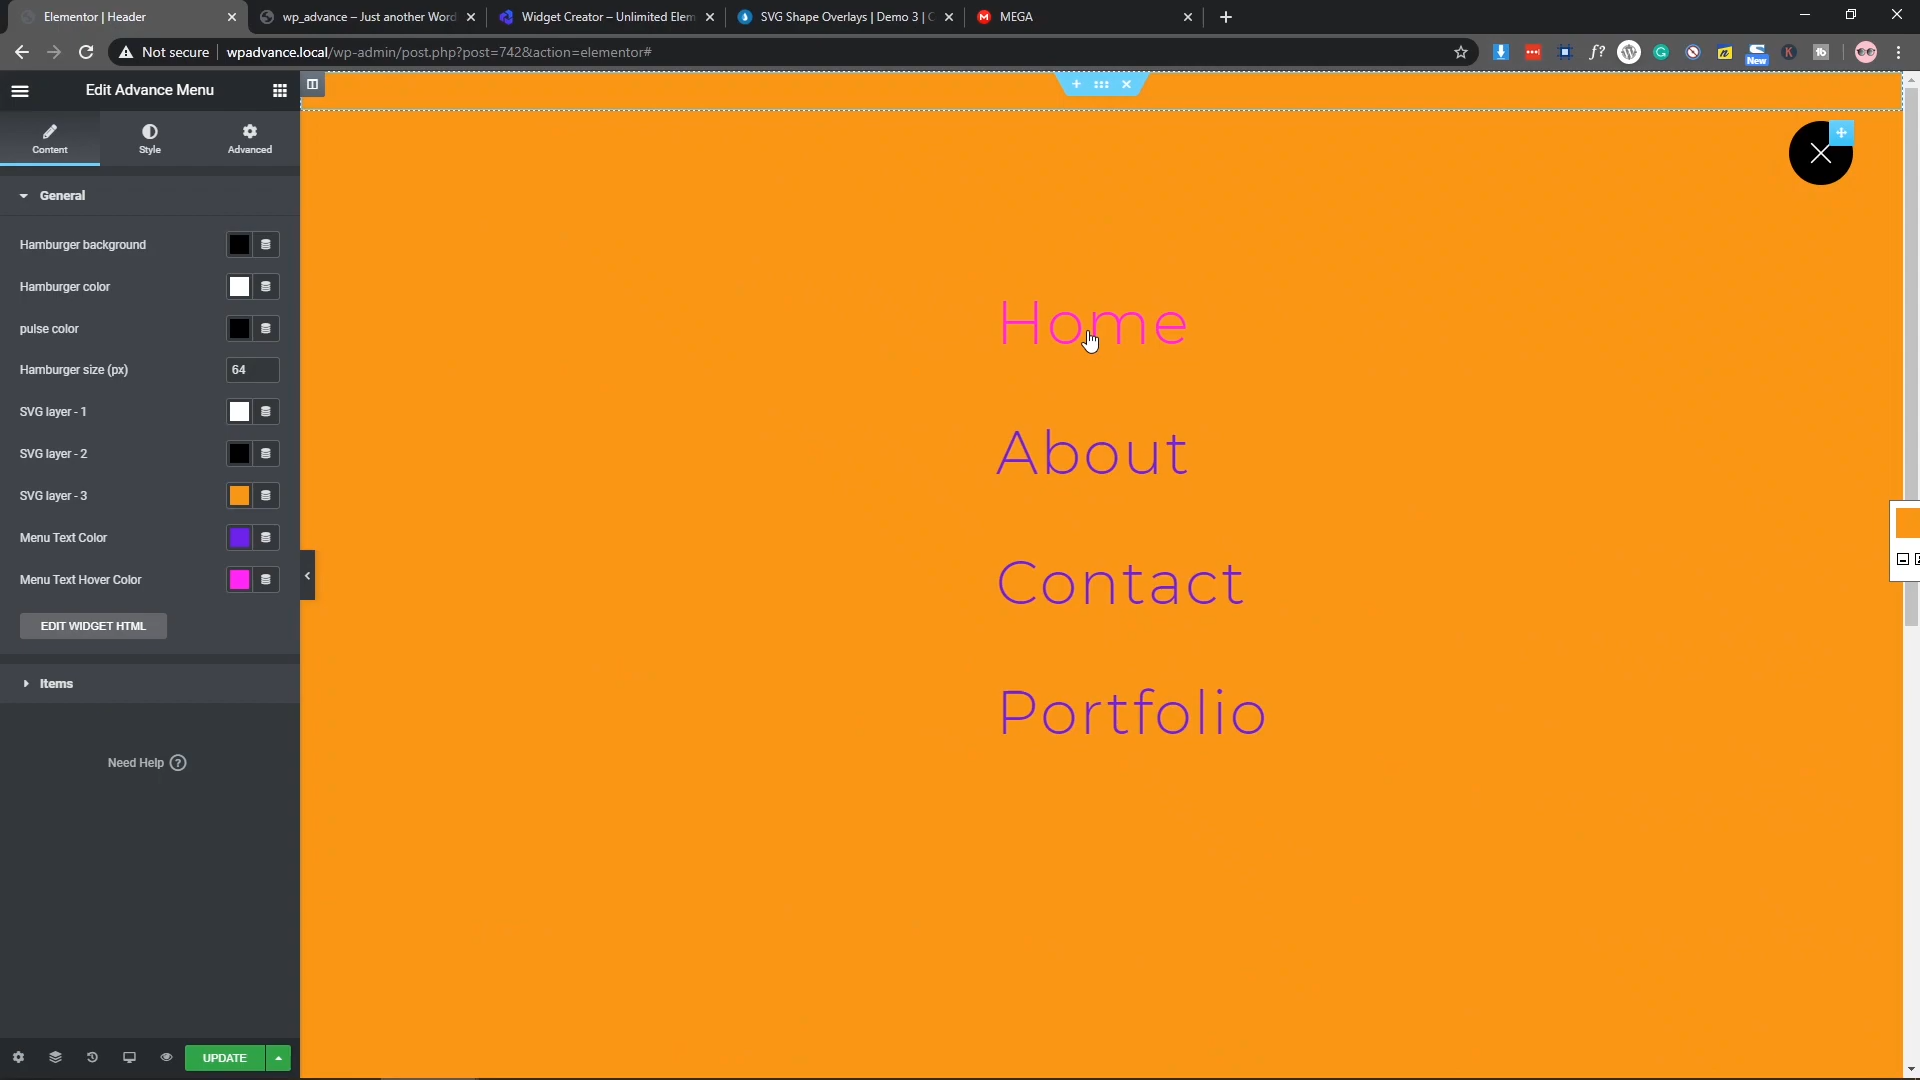 Elementor | Header
wp_advance – Just another Word
Widget Creator – Unlimited Elem
SVG Shape Overlays | Demo 3 | C
MEGA
Not secure
wpadvance.local/wp-admin/post.php?post=742&action=elementor#
New
Edit Advance Menu
Content
Style
Advanced
General
Hamburger background
Hamburger color
pulse color
Hamburger size (px)
64
SVG layer - 1
SVG layer - 2
SVG layer - 3
Menu Text Color
Menu Text Hover Color
EDIT WIDGET HTML
Items
Need Help ?
UPDATE
Home
About
Contact
Portfolio